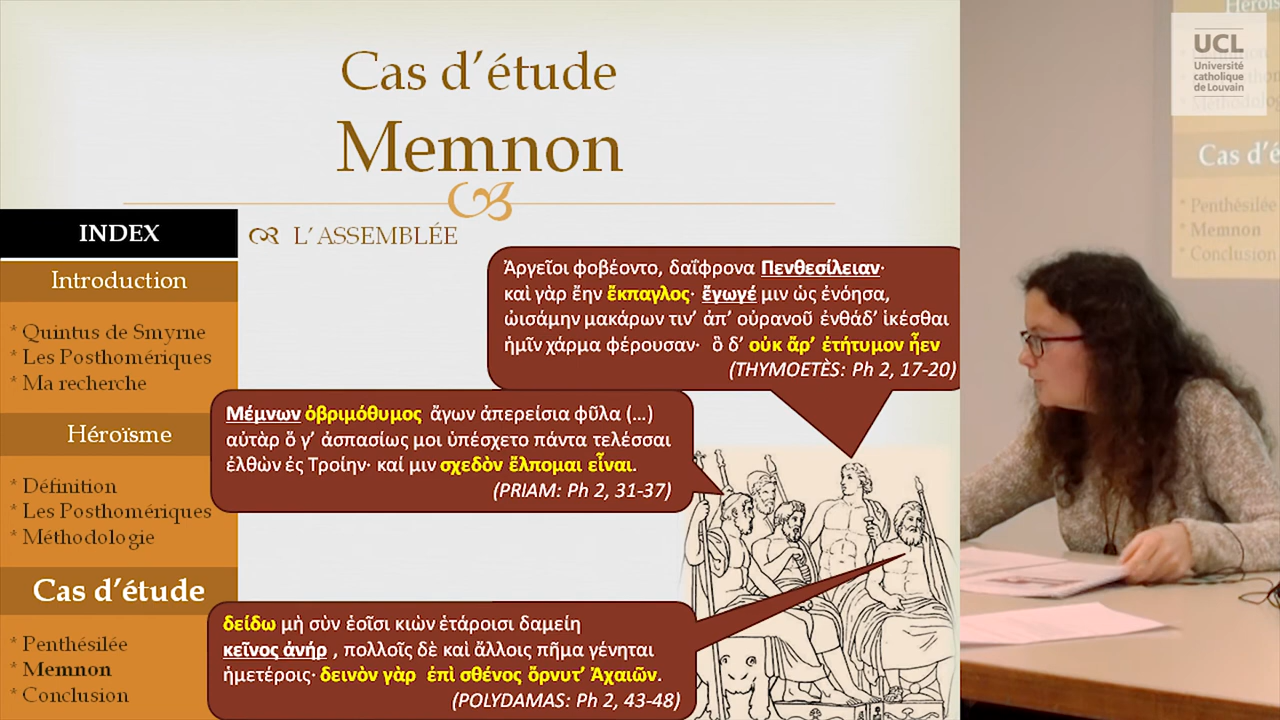 Cas d’étude
Memnon
INDEX
Introduction
* Quintus de Smyrne
* Les Posthomériques
* Ma recherche
Héroïsme
* Définition
* Les Posthomériques
* Méthodologie
Cas d’étude
* Penthésilée
* Memnon
* Conclusion
L’ASSEMBLÉE
Ἀργεῖοι φοβέοντο, δαΐφρονα Πενθεσίλειαν·
καὶ γὰρ ἔην ἔκπαγλος· ἔγωγέ μιν ὡς ἐνόησα,
ὠισάμην μακάρων τιν’ ἀπ’ οὐρανοῦ ἐνθάδ’ ἱκέσθαι
ἡμῖν χάρμα φέρουσαν· ὃ δ’ οὐκ ἄρ’ ἐτήτυμον ἦεν
(THYMOETÈS: Ph 2, 17-20)
Μέμνων ὀβριμόθυμος ἄγων ἀπερείσια φῦλα (...)
αὐτὰρ ὅ γ’ ἀσπασίως μοι ὑπέσχετο πάντα τελέσσαι
ἐλθὼν ἐς Τροίην· καί μιν σχεδὸν ἔλπομαι εἶναι.
(PRIAM: Ph 2, 31-37)
δείδω μὴ σὺν ἑοῖσι κιὼν ἑτάροισι δαμείη
κεῖνος ἀνήρ , πολλοῖς δὲ καὶ ἄλλοις πῆμα γένηται
ἡμετέροις· δεινὸν γὰρ ἐπὶ σθένος ὄρνυτ’ Ἀχαιῶν.
(POLYDAMAS: Ph 2, 43-48)
UCL
Université
catholique
de Louvain
Cas d’é
Penthésilée
* Memnon
* Conclusion